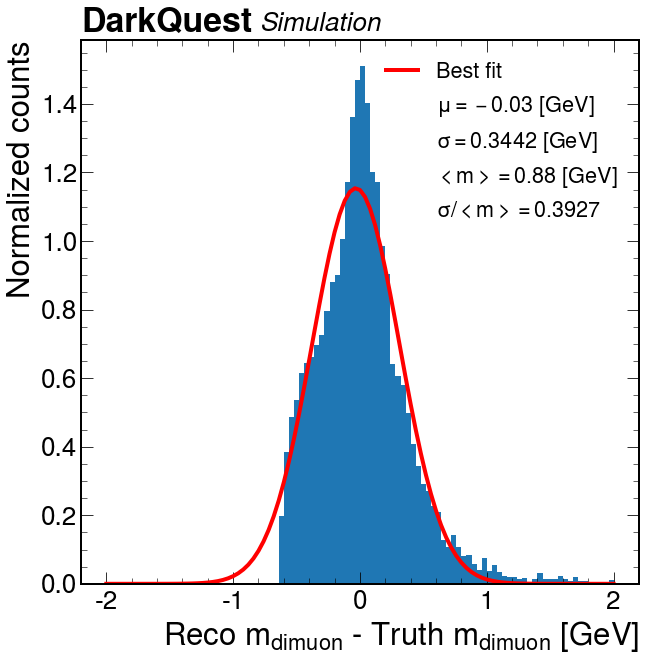 DarkQuest Simulation
Normalized counts
1.4
1.2
1.0
0.8
0.6
0.4
0.2
0.0
Best fit
μ = − 0.03 [GeV]
σ = 0.3442 [GeV]
< m > = 0.88 [GeV]
σ/ < m > = 0.3927
-2 -1 0 1 2
Reco m_dimuon - Truth m_dimuon [GeV]